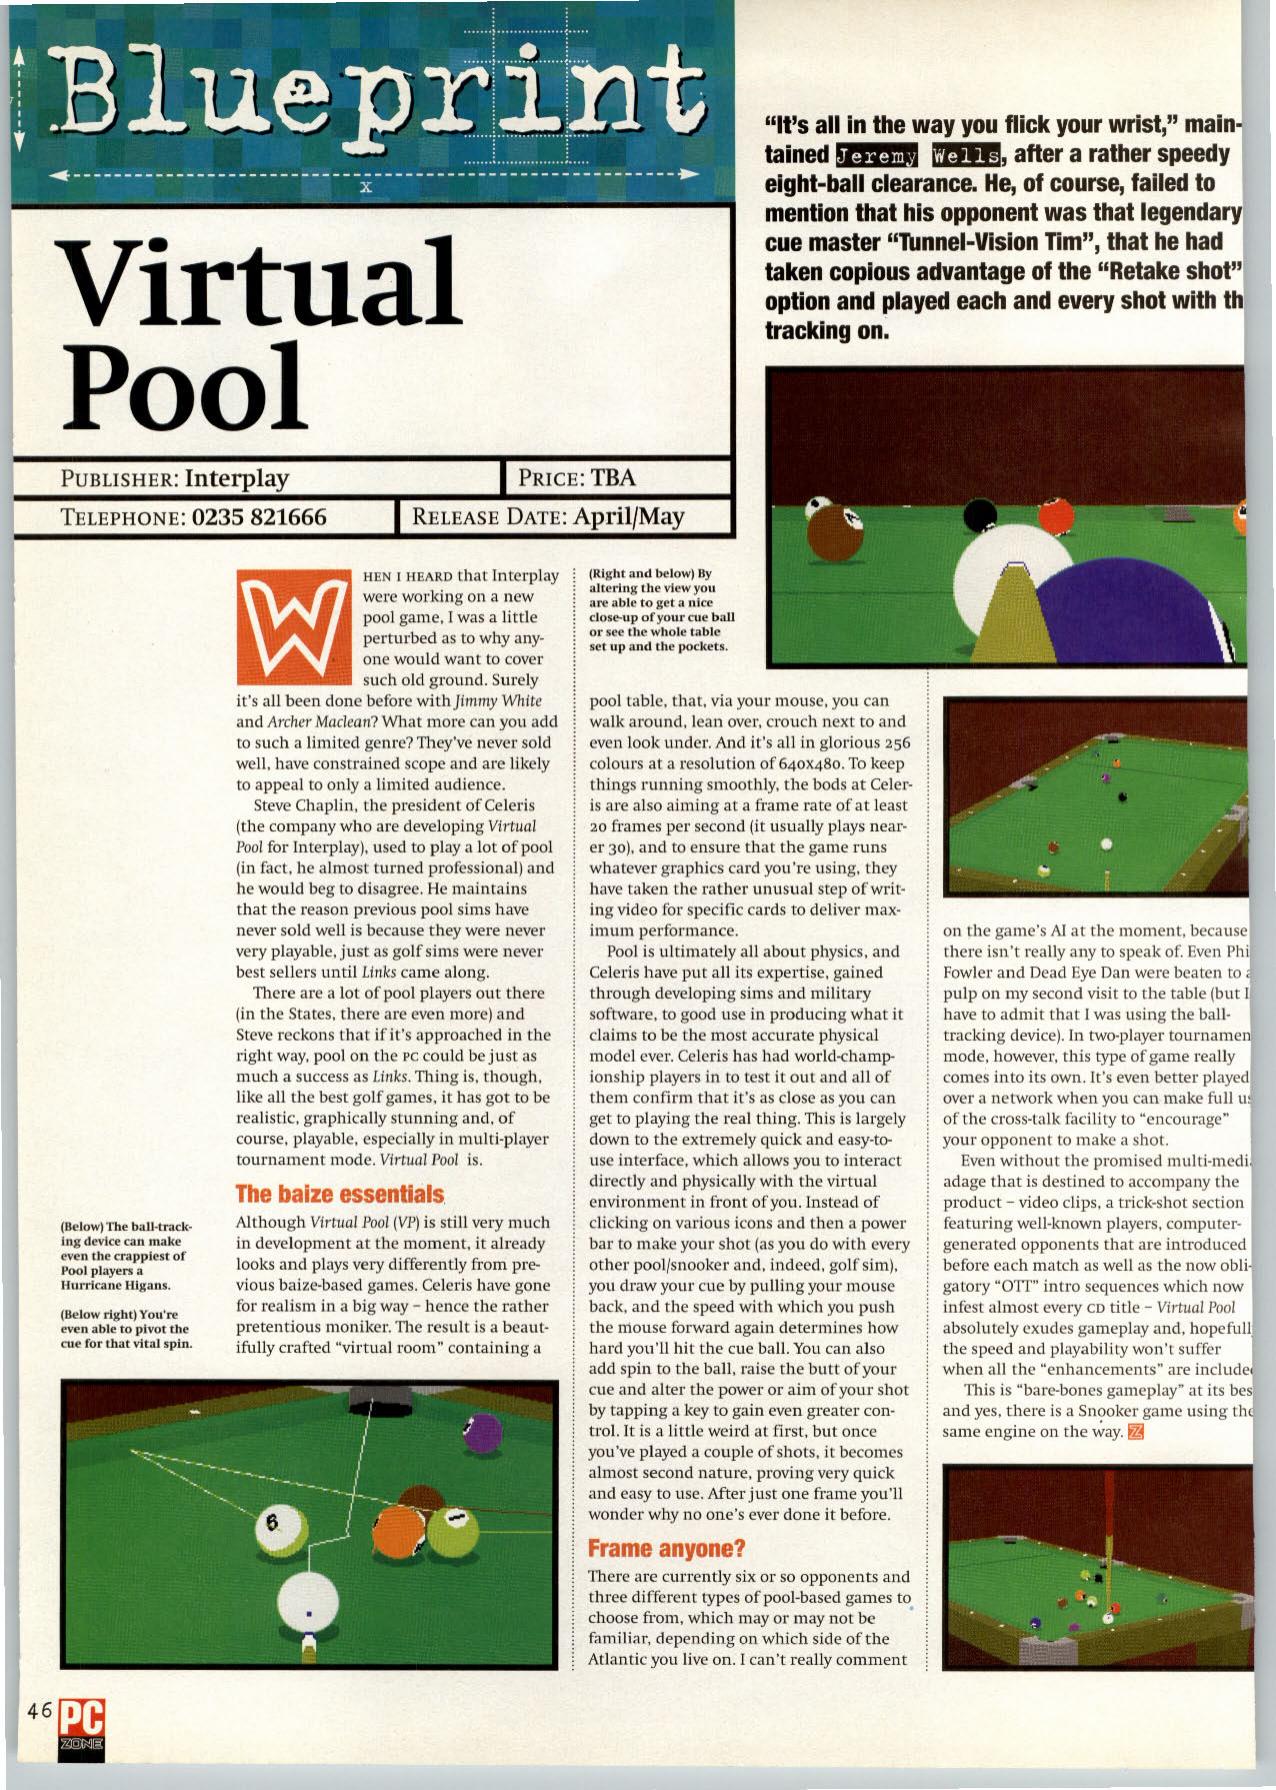 Blueprint
x
Virtual
Pool
PUBLISHER: Interplay
PRICE: TBA
TELEPHONE: 0235 821666
RELEASE DATE: April/May
“It’s all in the way you flick your wrist,” main-
tained Jeremy Wells, after a rather speedy
eight-ball clearance. He, of course, failed to
mention that his opponent was that legendary
cue master “Tunnel-Vision Tim”, that he had
taken copious advantage of the “Retake shot”
option and played each and every shot with
tracking on.
WHEN I HEARD that Interplay
were working on a new
pool game, I was a little
perturbed as to why any-
one would want to cover
such old ground. Surely
it’s all been done before with Jimmy White
and Archer Maclean? What more can you add
to such a limited genre? They’ve never sold
well, have constrained scope and are likely
to appeal to only a limited audience.
Steve Chaplin, the president of Celeris
(the company who are developing Virtual
Pool for Interplay), used to play a lot of pool
(in fact, he almost turned professional) and
he would beg to disagree. He maintains
that the reason previous pool sims have
never sold well is because they were never
very playable, just as golf sims were never
best sellers until Links came along.
There are a lot of pool players out there
(in the States, there are even more) and
Steve reckons that if it’s approached in the
right way, pool on the PC could be just as
much a success as Links. Thing is, though,
like all the best golf games, it has got to be
realistic, graphically stunning and, of
course, playable, especially in multi-player
tournament mode. Virtual Pool is.
The baize essentials
Although Virtual Pool (VP) is still very much
in development at the moment, it already
looks and plays very differently from pre-
vious baize-based games. Celeris have gone
for realism in a big way – hence the rather
pretentious moniker. The result is a beaut-
ifully crafted “virtual room” containing a
(Below) The ball-track-
ing device can make
even the crappiest of
Pool players a
Hurricane Higans.
(Below right) You’re
even able to pivot the
cue for that vital spin.
6
1
(Right and below) By
altering the view you
are able to get a nice
close-up of your cue ball
or see the whole table
set up and the pockets.
pool table, that, via your mouse, you can
walk around, lean over, crouch next to and
even look under. And it’s all in glorious 256
colours at a resolution of 640x480. To keep
things running smoothly, the bods at Celer-
is are also aiming at a frame rate of at least
20 frames per second (it usually plays near-
er 30), and to ensure that the game runs
whatever graphics card you’re using, they
have taken the rather unusual step of writ-
ing video for specific cards to deliver max-
imum performance.
Pool is ultimately all about physics, and
Celeris have put all its expertise, gained
through developing sims and military
software, to good use in producing what it
claims to be the most accurate physical
model ever. Celeris has had world-champ-
ionship players in to test it out and all of
them confirm that it’s as close as you can
get to playing the real thing. This is largely
down to the extremely quick and easy-to-
use interface, which allows you to interact
directly and physically with the virtual
environment in front of you. Instead of
clicking on various icons and then a power
bar to make your shot (as you do with every
other pool/snooker and, indeed, golf sim),
you draw your cue by pulling your mouse
back, and the speed with which you push
the mouse forward again determines how
hard you’ll hit the cue ball. You can also
add spin to the ball, raise the butt of your
cue and alter the power or aim of your shot
by tapping a key to gain even greater con-
trol. It is a little weird at first, but once
you’ve played a couple of shots, it becomes
almost second nature, proving very quick
and easy to use. After just one frame you’ll
wonder why no one’s ever done it before.
Frame anyone?
There are currently six or so opponents and
three different types of pool-based games to
choose from, which may or may not be
familiar, depending on which side of the
Atlantic you live on. I can’t really comment
on the game’s AI at the moment, because
there isn’t really any to speak of. Even Phi
Fowler and Dead Eye Dan were beaten to
pulp on my second visit to the table (but I
have to admit that I was using the ball-
tracking device). In two-player tournamen
mode, however, this type of game really
comes into its own. It’s even better played
over a network when you can make full
of the cross-talk facility to “encourage”
your opponent to make a shot.
Even without the promised multi-medi
adage that is destined to accompany the
product – video clips, a trick-shot section
featuring well-known players, computer-
generated opponents that are introduced
before each match as well as the now obli-
gatory “OTT” intro sequences which now
infest almost every CD title – Virtual Pool
absolutely exudes gameplay and, hopefull
the speed and playability won’t suffer
when all the “enhancements” are include
This is “bare-bones gameplay” at its bes
and yes, there is a Snooker game using the
same engine on the way. Z
46
PC
ZONE